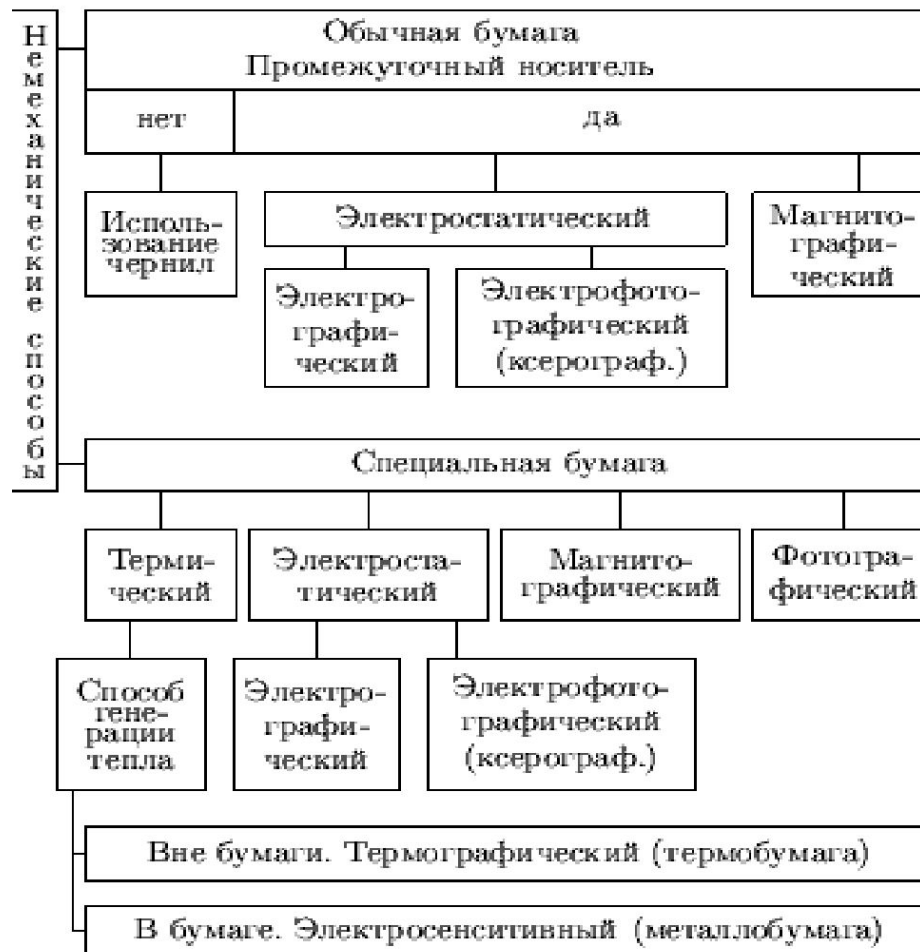 Немеханические способы
Обычная бумага
Промежуточный носитель
нет
да
Исполь-
зование
чернил
Электростатический
Магнито-
графи-
ческий
Электро-
графи-
ческий
Электрофото-
графический
(ксерограф.)
Специальная бумага
Терми-
ческий
Электроста-
тический
Магнито-
графический
Фотогра-
фический
Способ
гене-
рации
тепла
Электро-
графи-
ческий
Электрофото-
графический
(ксерограф.)
Вне бумаги. Термографический (термобумага)
В бумаге. Электросенситивный (металлобумага)